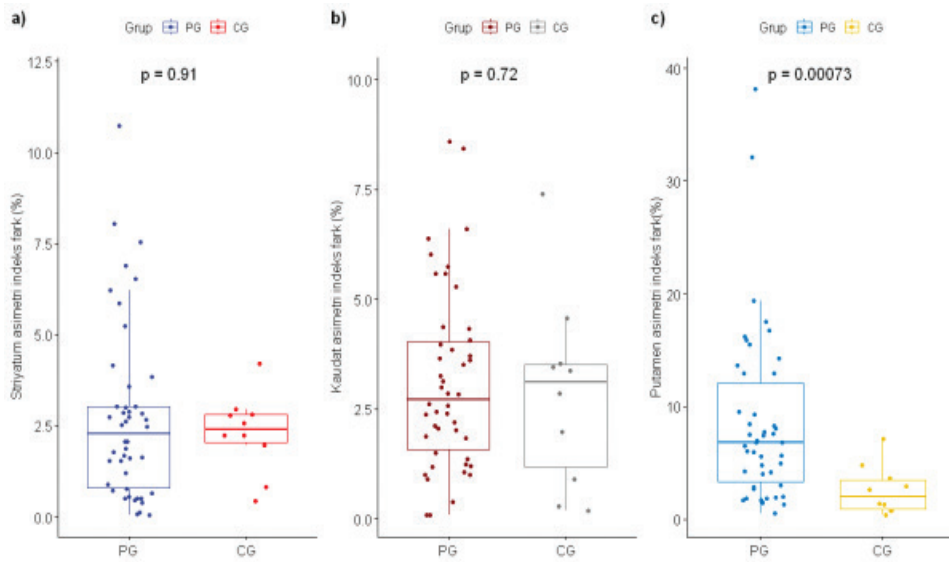 a)
Grup PG CG
p = 0.91
Striyatum asimetri indeks fark (%)
12.5
10.0
7.5
5.0
2.5
0.0
PG CG
b)
Grup PG CG
p = 0.72
Kaudat asimetri indeks fark (%)
10.0
7.5
5.0
2.5
0.0
PG CG
c)
Grup PG CG
p = 0.00073
Putamen asimetri indeks fark(%)
40
30
20
10
0
PG CG